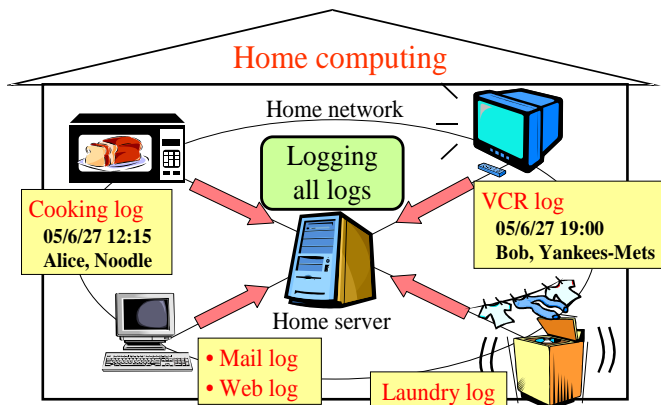 Home computing
Home network
Logging
all logs
Cooking log
05/6/27 12:15
Alice, Noodle
VCR log
05/6/27 19:00
Bob, Yankees-Mets
Home server
• Mail log
• Web log
Laundry log